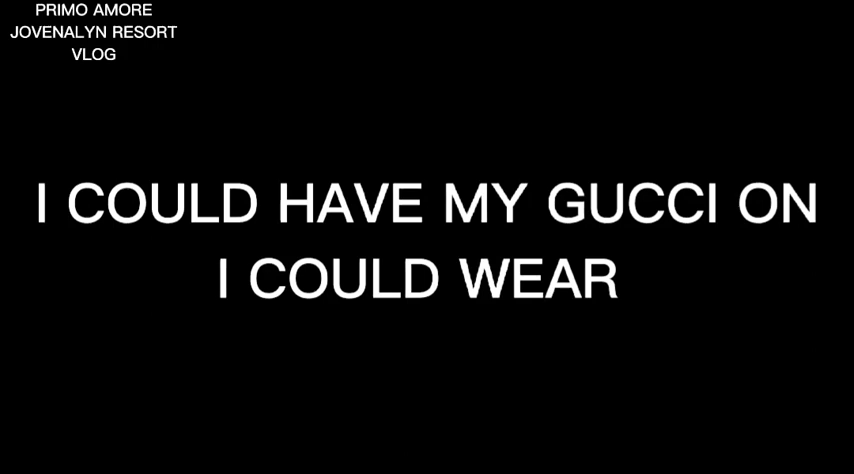 PRIMO AMORE
JOVENALYN RESORT
VLOG
I COULD HAVE MY GUCCI ON
I COULD WEAR